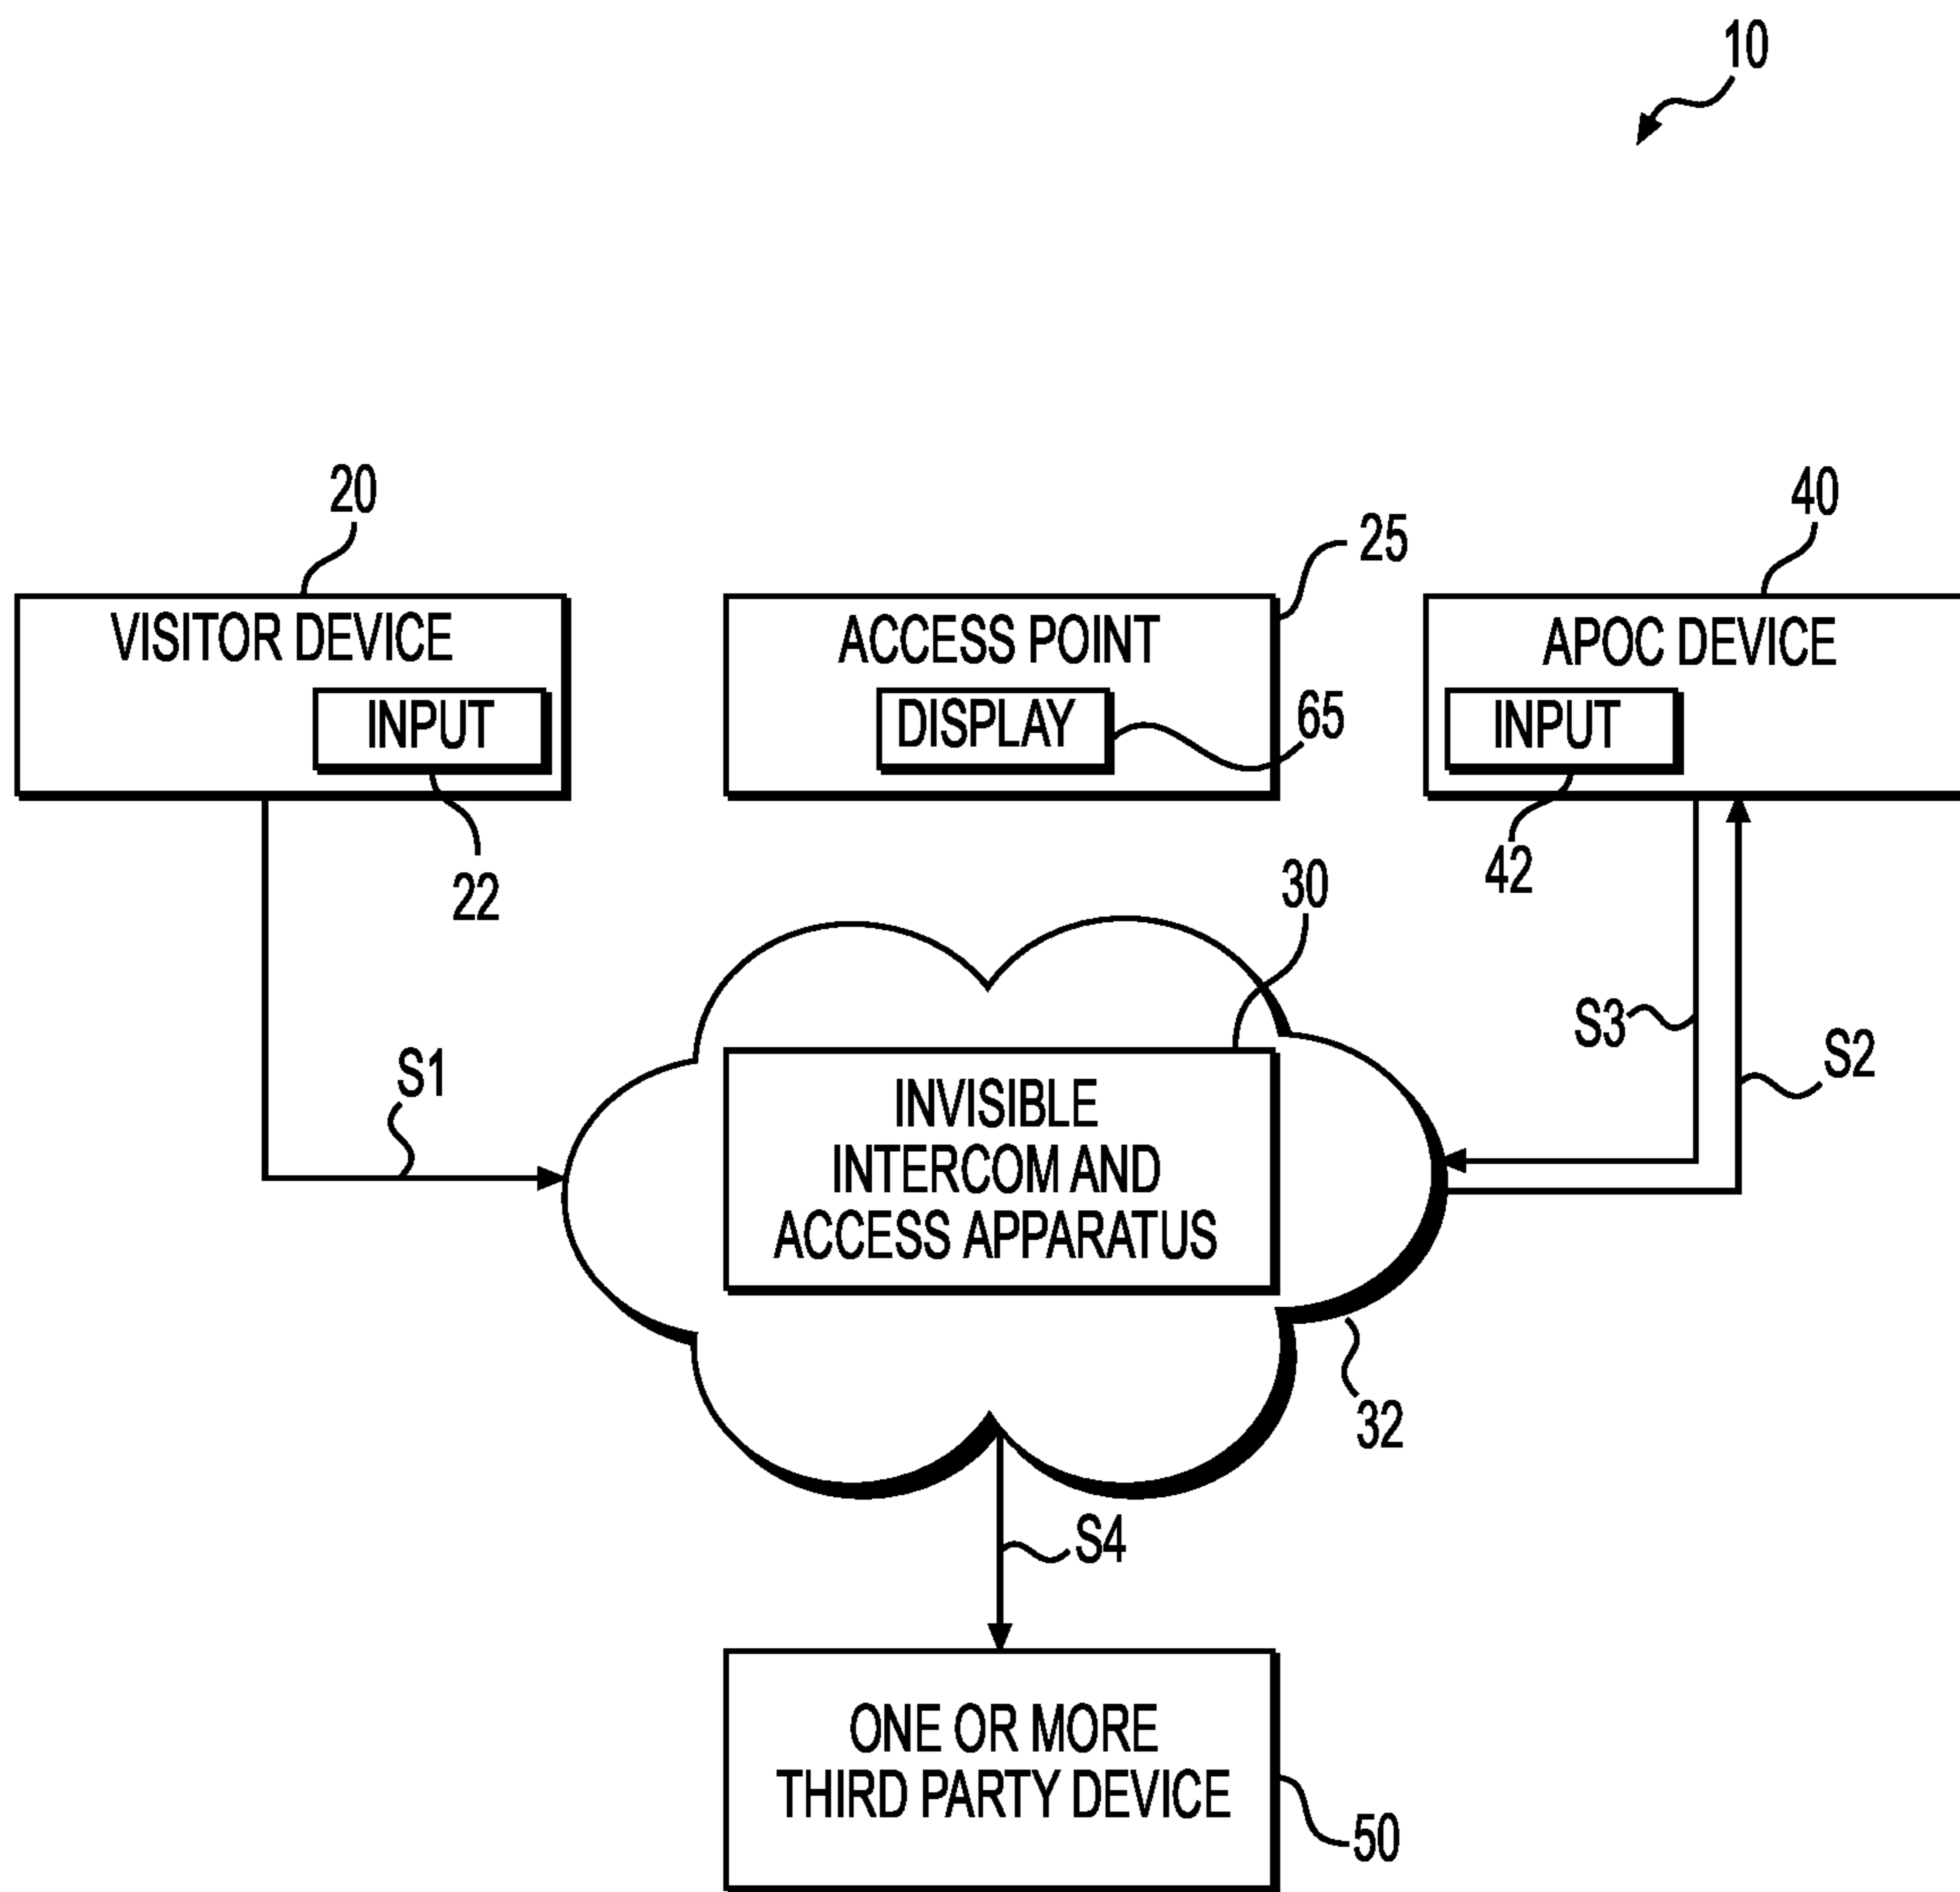 10
20
25
40
VISITOR DEVICE
INPUT
22
ACCESS POINT
DISPLAY
65
APOC DEVICE
INPUT
42
30
S1
INVISIBLE
INTERCOM AND
ACCESS APPARATUS
S3
S2
32
S4
ONE OR MORE
THIRD PARTY DEVICE
50